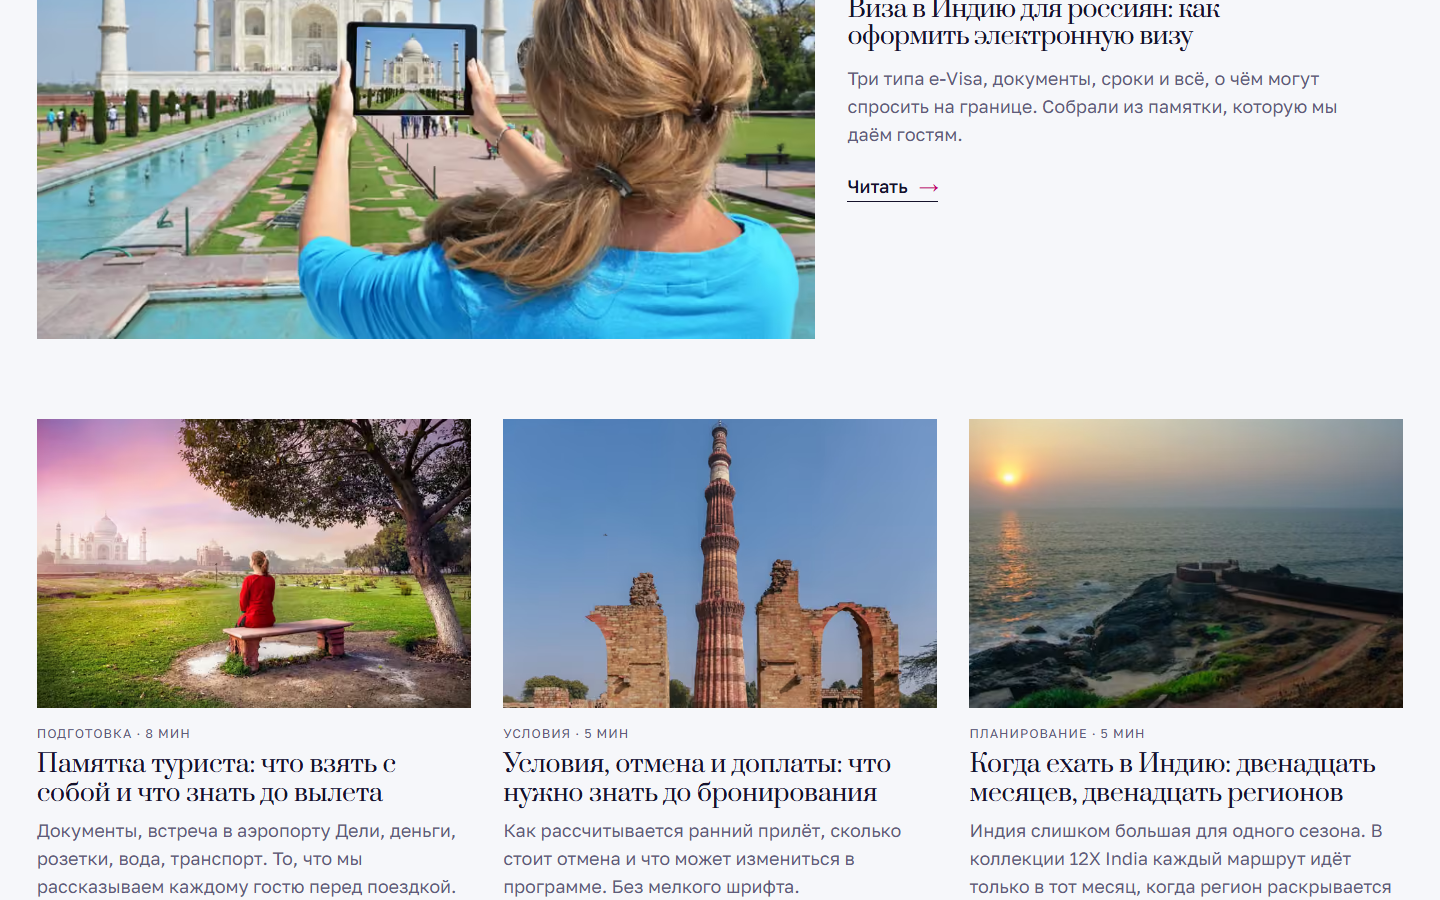 Виза в Индию для россиян: как
оформить электронную визу
Три типа e-Visa, документы, сроки и всё, о чём могут
спросить на границе. Собрали из памятки, которую мы
даём гостям.
Читать →
ПОДГОТОВКА · 8 МИН
Памятка туриста: что взять с
собой и что знать до вылета
Документы, встреча в аэропорту Дели, деньги,
розетки, вода, транспорт. То, что мы
рассказываем каждому гостю перед поездкой.
УСЛОВИЯ · 5 МИН
Условия, отмена и доплаты: что
нужно знать до бронирования
Как рассчитывается ранний прилёт, сколько
стоит отмена и что может измениться в
программе. Без мелкого шрифта.
ПЛАНИРОВАНИЕ · 5 МИН
Когда ехать в Индию: двенадцать
месяцев, двенадцать регионов
Индия слишком большая для одного сезона. В
коллекции 12X India каждый маршрут идёт
только в тот месяц, когда регион раскрывается